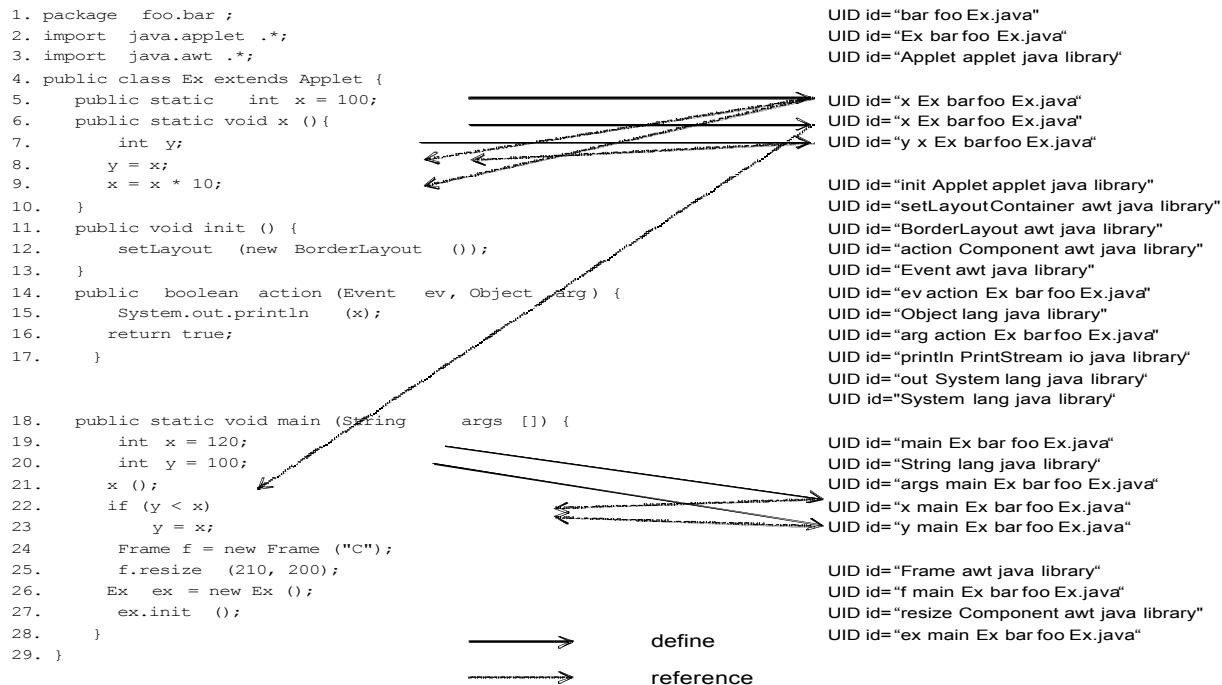 1. package foo.bar ; UID id="bar foo Ex.java"
2. import java.applet .*; UID id="Ex bar foo Ex.java"
3. import java.awt .*; UID id="Applet applet java library"
4. public class Ex extends Applet {
5. public static int x = 100; UID id="x Ex bar foo Ex.java"
6. public static void x (){ UID id="x Ex bar foo Ex.java"
7. int y; UID id="y x Ex bar foo Ex.java"
8. y = x;
9. x = x * 10; UID id="init Applet applet java library"
10. } UID id="setLayout Container awt java library"
11. public void init () { UID id="BorderLayout awt java library"
12. setLayout (new BorderLayout ()); UID id="action Component awt java library"
13. } UID id="Event awt java library"
14. public boolean action (Event ev, Object arg ) { UID id="ev action Ex bar foo Ex.java"
15. System.out.println (x); UID id="Object lang java library"
16. return true; UID id="arg action Ex bar foo Ex.java"
17. } UID id="println PrintStream io java library"
UID id="out System lang java library"
UID id="System lang java library"
18. public static void main (String args []) {
19. int x = 120; UID id="main Ex bar foo Ex.java"
20. int y = 100; UID id="String lang java library"
21. x (); UID id="args main Ex bar foo Ex.java"
22. if (y < x) UID id="x main Ex bar foo Ex.java"
23 y = x; UID id="y main Ex bar foo Ex.java"
24 Frame f = new Frame ("C");
25. f.resize (210, 200); UID id="Frame awt java library"
26. Ex ex = new Ex (); UID id="f main Ex bar foo Ex.java"
27. ex.init (); UID id="resize Component awt java library"
28. } UID id="ex main Ex bar foo Ex.java"
define
29. }
reference